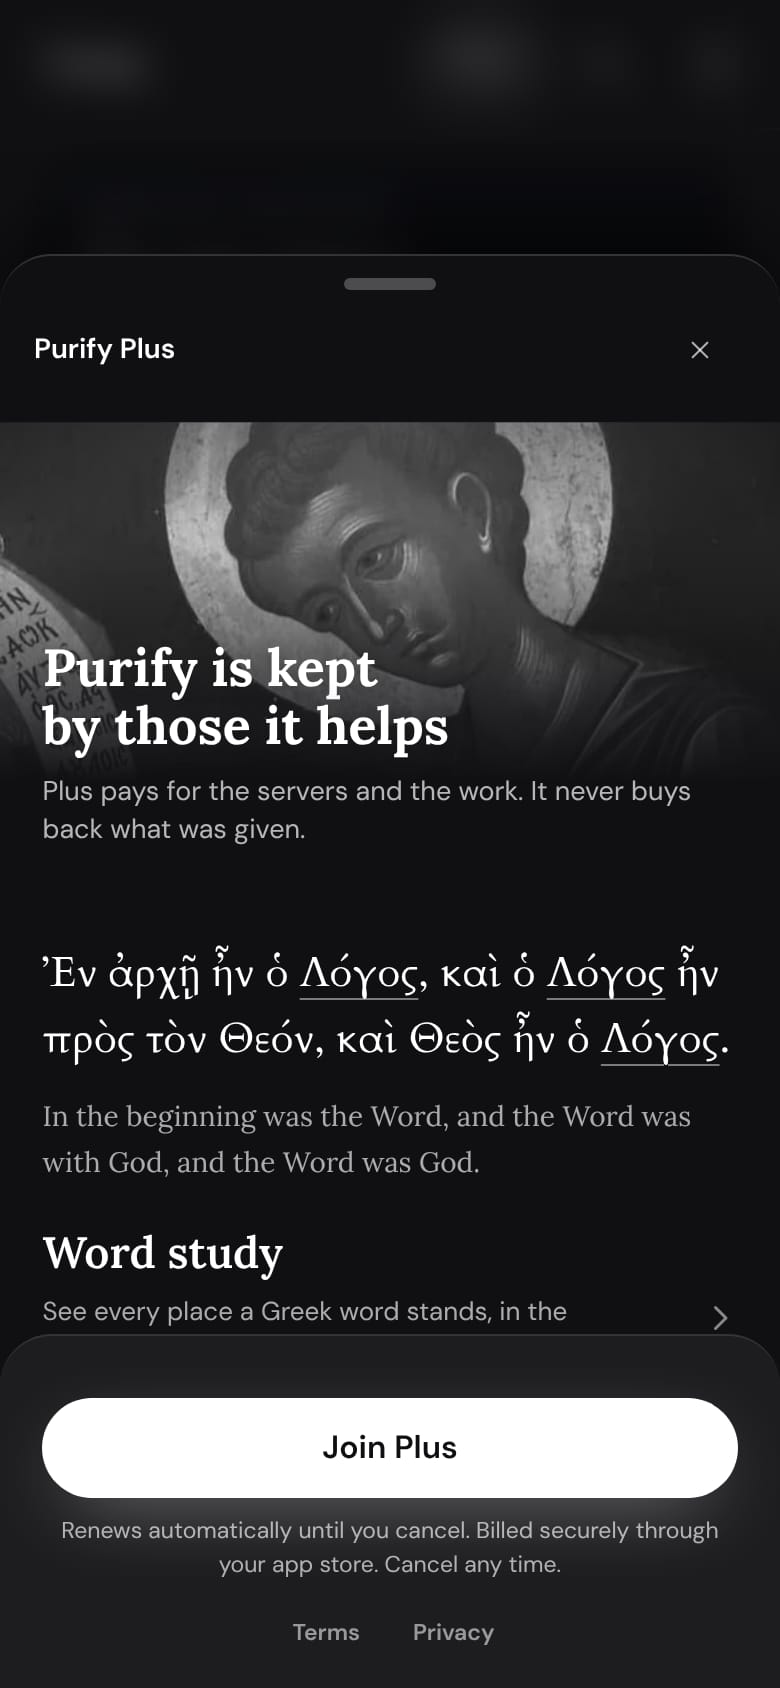 Purify Plus
Purify is kept
by those it helps
Plus pays for the servers and the work. It never buys
back what was given.
Ἐν ἀρχῇ ἦν ὁ Λόγος, καὶ ὁ Λόγος ἦν
πρὸς τὸν Θεόν, καὶ Θεὸς ἦν ὁ Λόγος.
In the beginning was the Word, and the Word was
with God, and the Word was God.
Word study
See every place a Greek word stands, in the
Join Plus
Renews automatically until you cancel. Billed securely through
your app store. Cancel any time.
Terms
Privacy